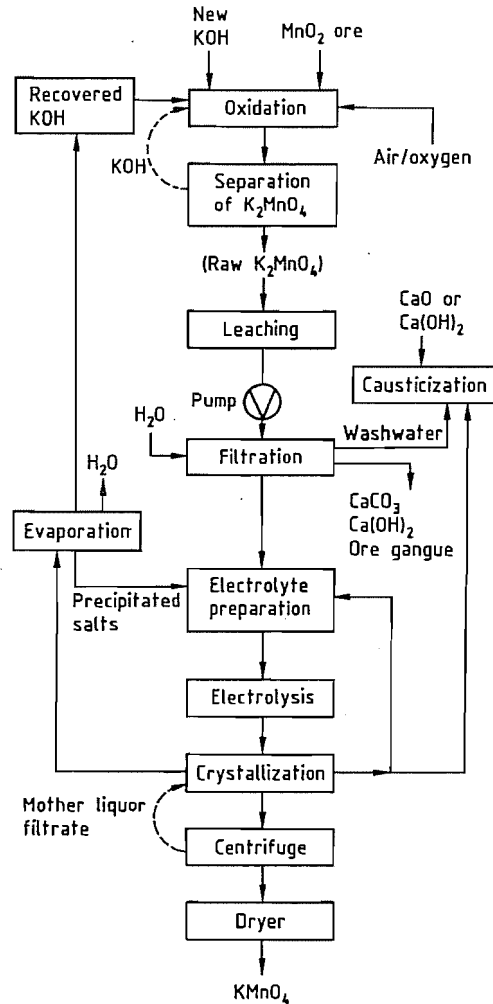 New
KOH
MnO₂ ore
Recovered
KOH
Oxidation
KOH
Air/oxygen
Separation
of K₂MnO₄
(Raw K₂MnO₄)
CaO or
Ca(OH)₂
Leaching
Causticization
Pump
H₂O
Washwater
Filtration
H₂O
CaCO₃
Ca(OH)₂
Ore gangue
Evaporation
Precipitated
salts
Electrolyte
preparation
Electrolysis
Crystallization
Mother liquor
filtrate
Centrifuge
Dryer
KMnO₄